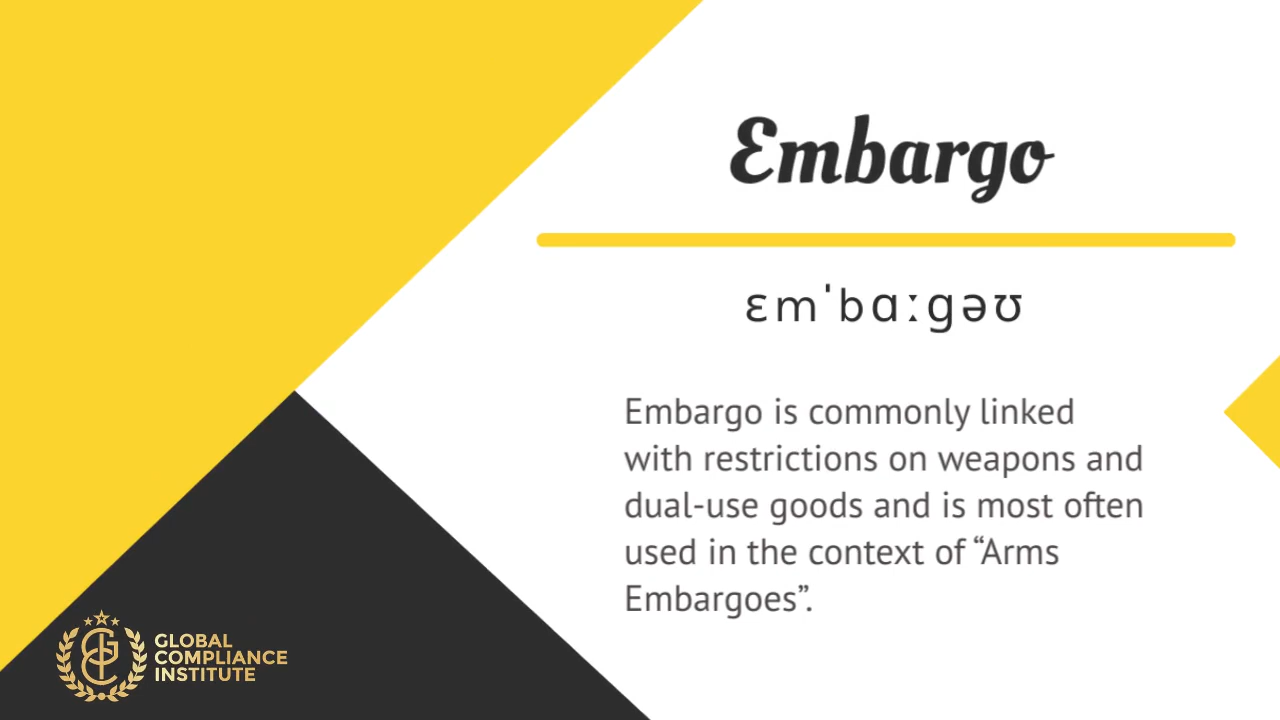 Embargo
ɛmˈbɑːɡəʊ
Embargo is commonly linked
with restrictions on weapons and
dual-use goods and is most often
used in the context of “Arms
Embargoes”.
GLOBAL
COMPLIANCE
INSTITUTE